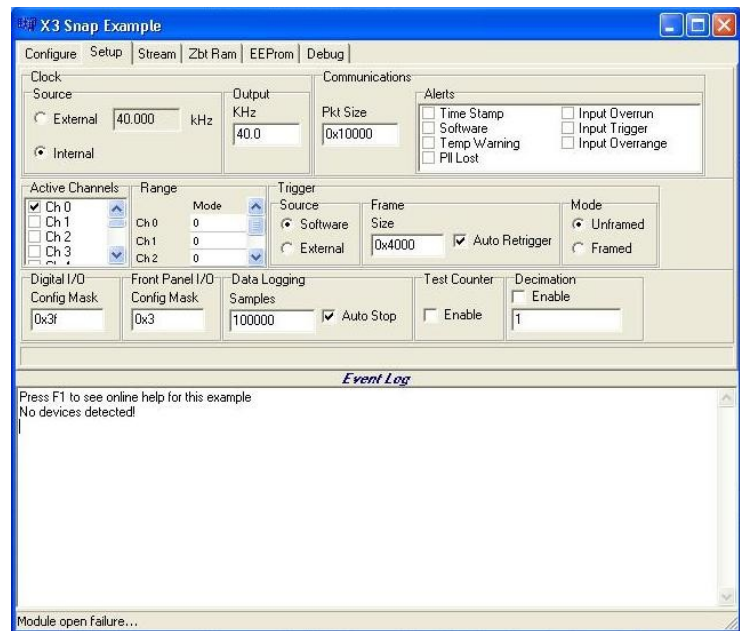 X3 Snap Example
Configure Setup Stream Zbt Ram EEProm Debug
Clock
Source
External 40.000 kHz
Internal
Output
KHz
40.0
Communications
Pkt Size
0x10000
Alerts
Time Stamp
Software
Temp Warning
Pll Lost
Input Overrun
Input Trigger
Input Overrange
Active Channels
Ch 0
Ch 1
Ch 2
Ch 3
Range
Mode
Ch 0 0
Ch 1 0
Ch 2 0
Trigger
Source
Software
External
Frame
Size
0x4000 Auto Retrigger
Mode
Unframed
Framed
Digital I/O
Config Mask
0x3f
Front Panel I/O
Config Mask
0x3
Data Logging
Samples
100000 Auto Stop
Test Counter
Enable
Decimation
Enable
1
Event Log
Press F1 to see online help for this example
No devices detected!
Module open failure...